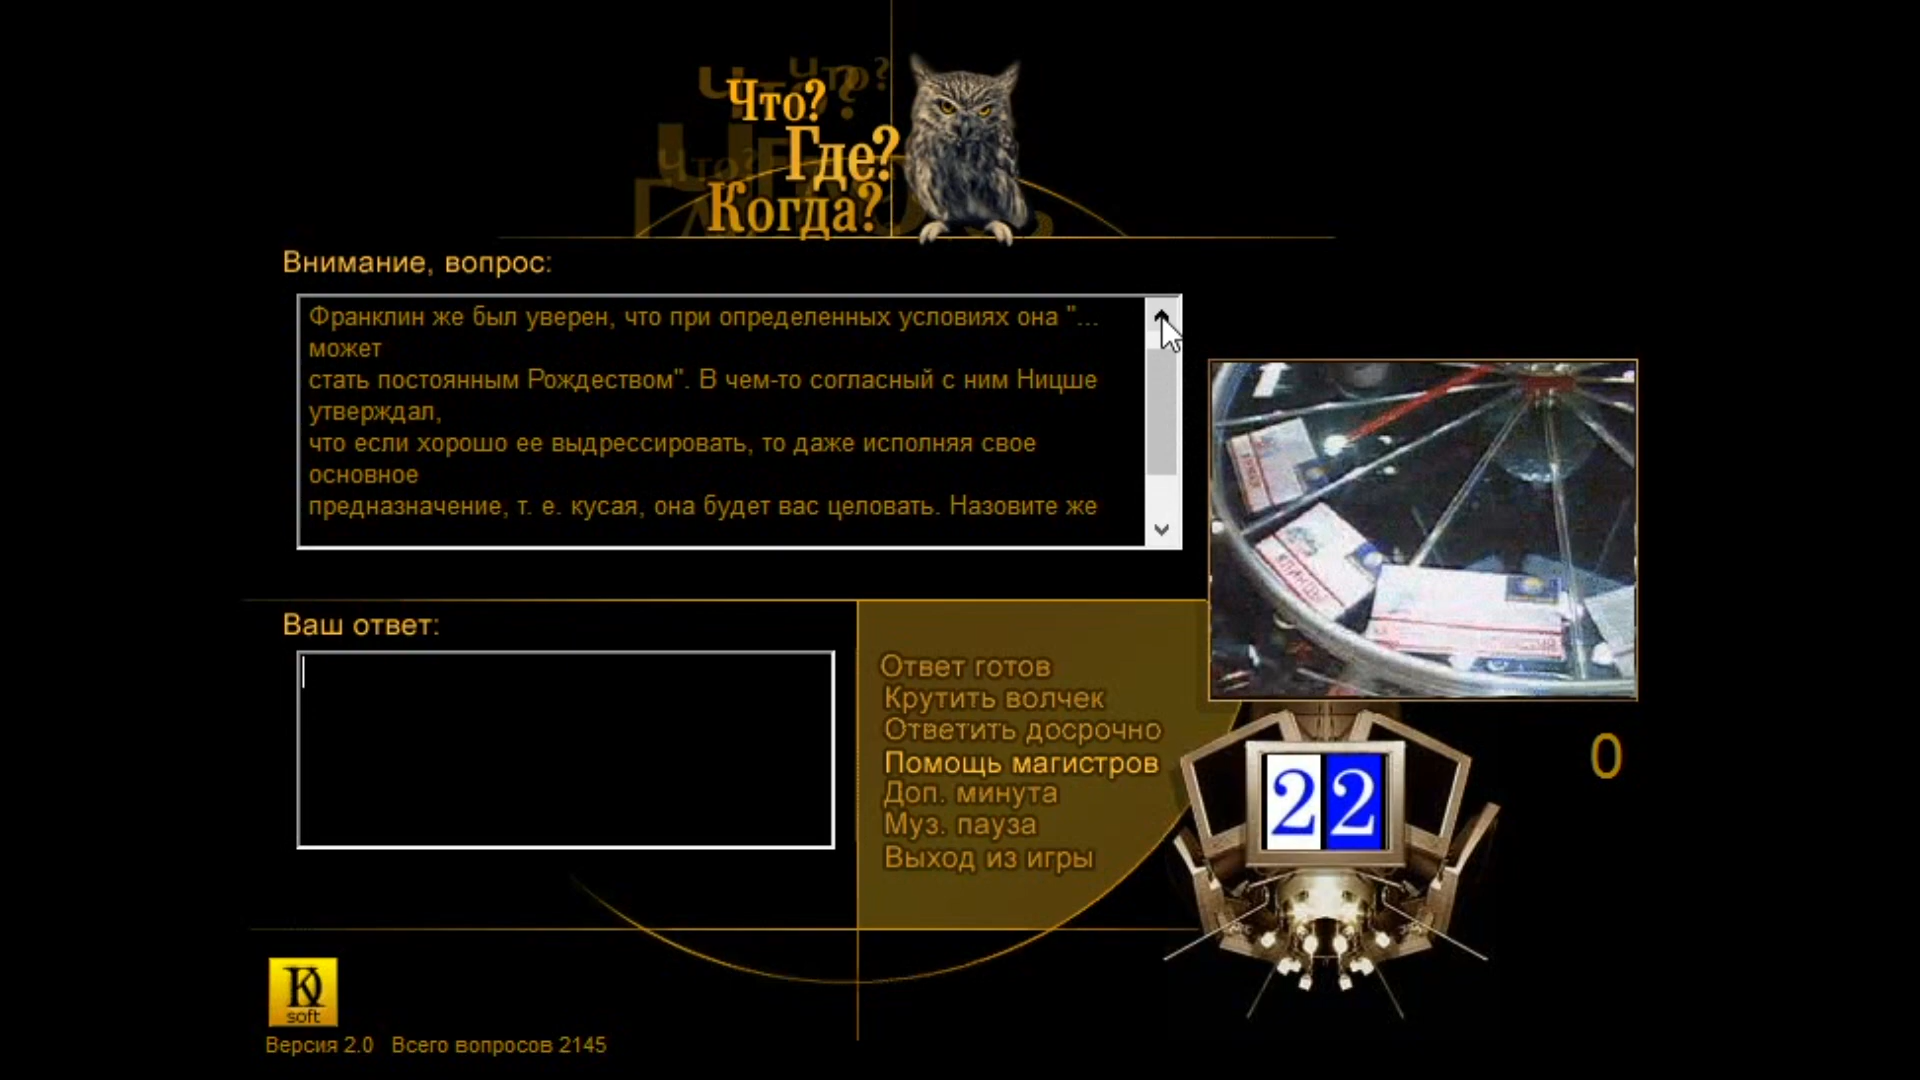 Что?
Что?
Где?
Когда?
Внимание, вопрос:
Франклин же был уверен, что при определенных условиях она "...
может
стать постоянным Рождеством". В чем-то согласный с ним Ницше
утверждал,
что если хорошо ее выдрессировать, то даже исполняя свое
основное
предназначение, т. е. кусая, она будет вас целовать. Назовите же
Ваш ответ:
Ответ готов
Крутить волчек
Ответить досрочно
Помощь магистров
Доп. минута
Муз. пауза
Выход из игры
0
22
KD
soft
Версия 2.0 Всего вопросов 2145